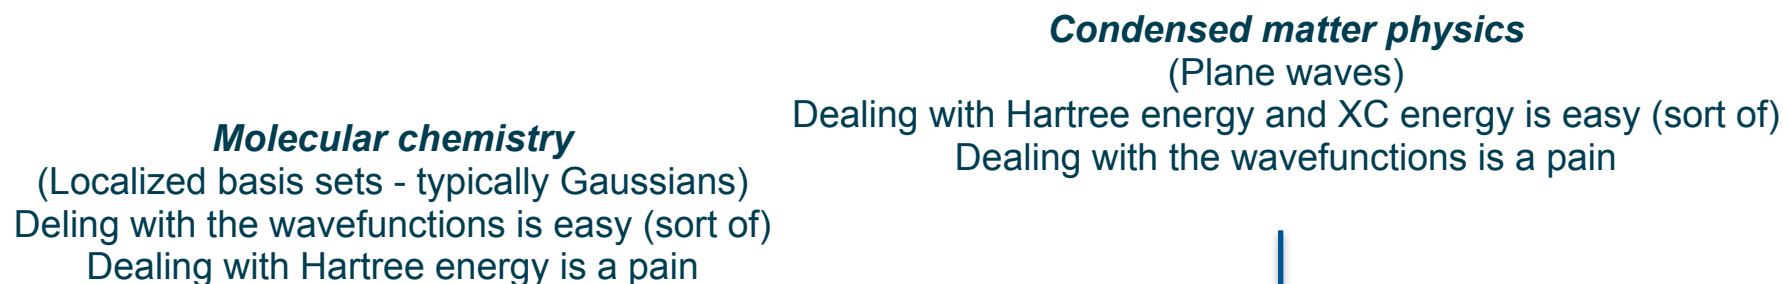 Condensed matter physics
(Plane waves)
Dealing with Hartree energy and XC energy is easy (sort of)
Dealing with the wavefunctions is a pain
Molecular chemistry
(Localized basis sets - typically Gaussians)
Deling with the wavefunctions is easy (sort of)
Dealing with Hartree energy is a pain